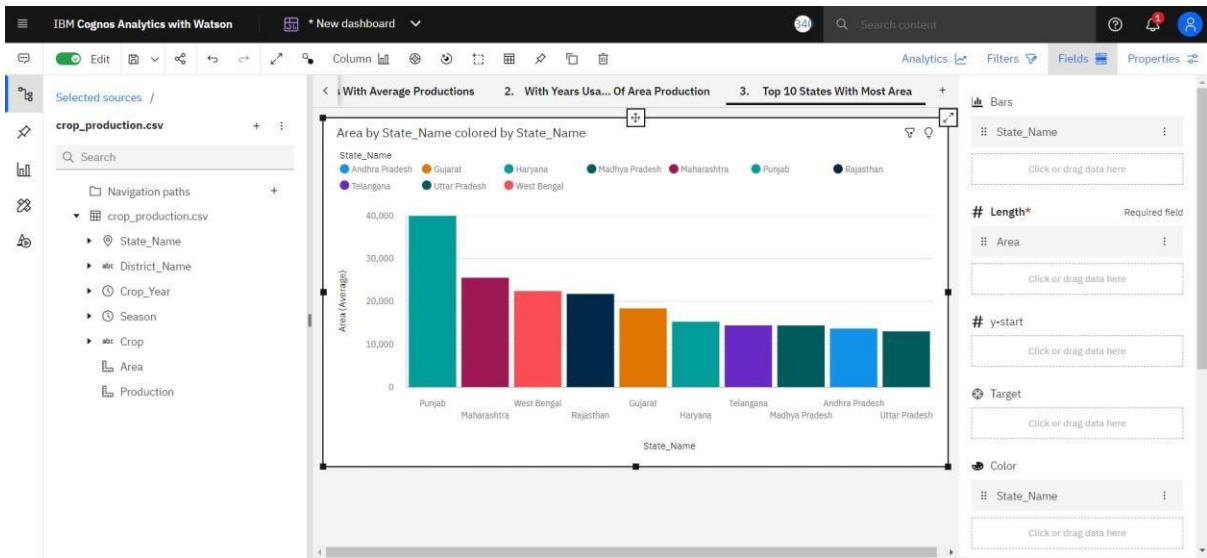 IBM Cognos Analytics with Watson
* New dashboard
340
Search content
1
Edit
Column
Analytics
Filters
Fields
Properties
Selected sources /
crop_production.csv
Search
Navigation paths
crop_production.csv
State_Name
abc District_Name
Crop_Year
Season
abc Crop
Area
Production
With Average Productions
2. With Years Usa... Of Area Production
3. Top 10 States With Most Area
Area by State_Name colored by State_Name
State_Name
Andhra Pradesh Gujarat Haryana Madhya Pradesh Maharashtra Punjab Rajasthan
Telangana Uttar Pradesh West Bengal
Area (Average)
40,000
30,000
20,000
10,000
0
Punjab West Bengal Gujarat Telangana Andhra Pradesh
Maharashtra Rajasthan Haryana Madhya Pradesh Uttar Pradesh
State_Name
Bars
State_Name
Click or drag data here
# Length* Required field
Area
Click or drag data here
# y-start
Click or drag data here
Target
Click or drag data here
Color
State_Name
Click or drag data here